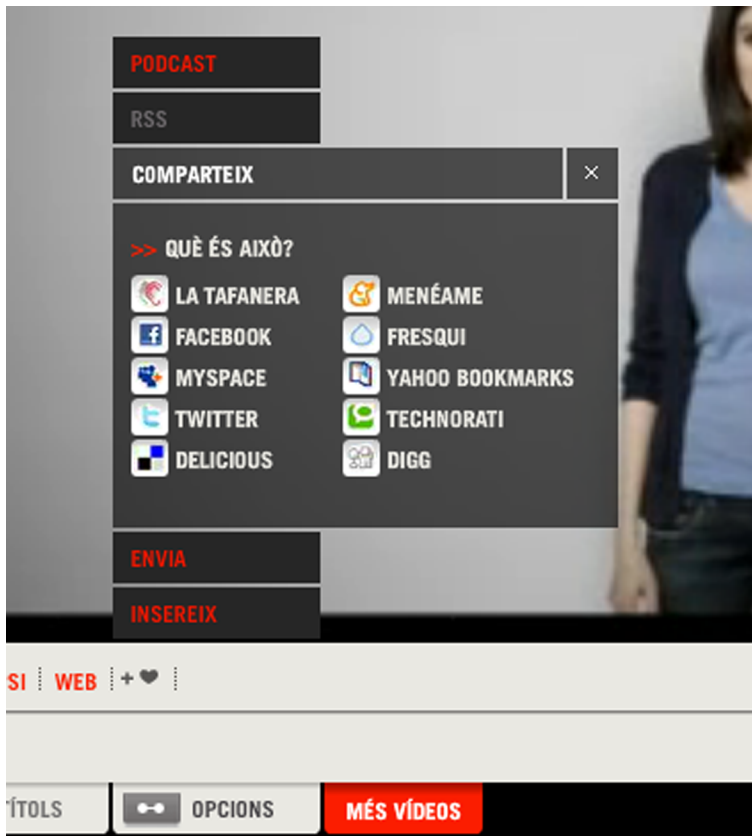 PODCAST
RSS
COMPARTEIX ×
>> QUÈ ÉS AIXÒ?
LA TAFANERA MENÉAME
FACEBOOK FRESQUI
MYSPACE YAHOO BOOKMARKS
TWITTER TECHNORATI
DELICIOUS DIGG
ENVIA
INSEREIX
SI WEB +
TÍTOLS OPCIONS MÉS VÍDEOS